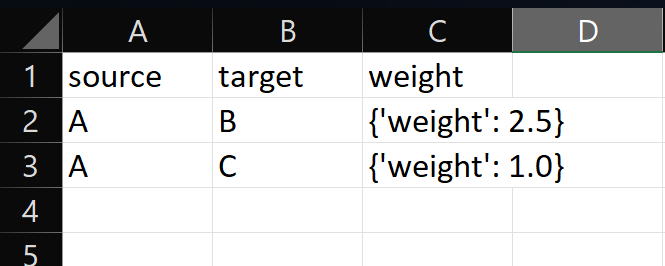 A B C D
1 source target weight
2 A B {'weight': 2.5}
3 A C {'weight': 1.0}
4
5